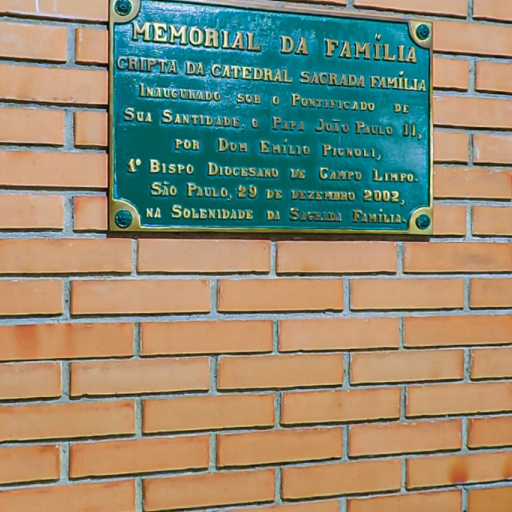 MEMORIAL DA FAMÍLIA
CRIPTA DA CATEDRAL SAGRADA FAMÍLIA
INAUGURADO SOB O PONTIFICADO DE
SUA SANTIDADE, O PAPA JOÃO PAULO II,
POR DOM EMÍLIO PIGNOLI,
1º BISPO DIOCESANO DE CAMPO LIMPO.
SÃO PAULO, 29 DE DEZEMBRO 2002,
NA SOLENIDADE DA SAGRADA FAMÍLIA.